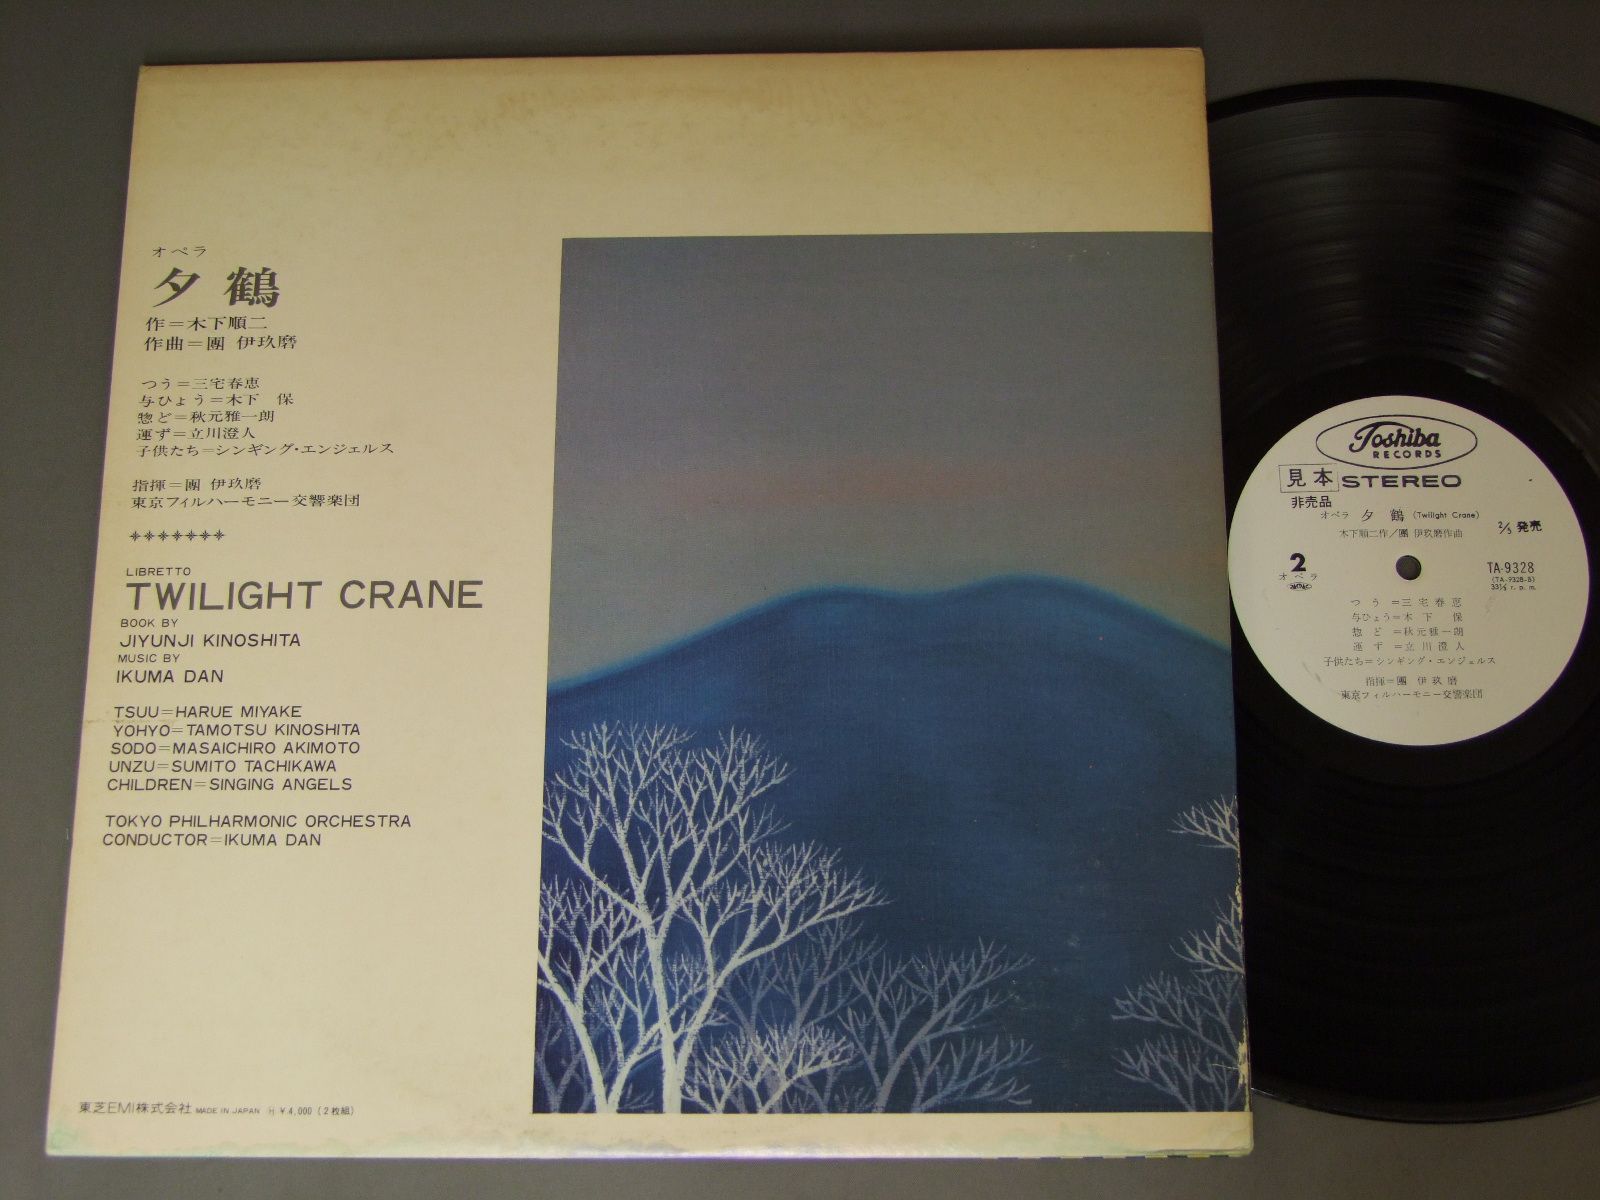 オペラ
夕鶴
作＝木下順二
作曲＝團 伊玖磨
つう＝三宅春恵
与ひょう＝木下 保
惣ど＝秋元雅一朗
運ず＝立川澄人
子供たち＝シンギング・エンジェルス
指揮＝團 伊玖磨
東京フィルハーモニー交響楽団
LIBRETTO
TWILIGHT CRANE
BOOK BY
JIYUNJI KINOSHITA
MUSIC BY
IKUMA DAN
TSUU=HARUE MIYAKE
YOHYO=TAMOTSU KINOSHITA
SODO=MASAICHIRO AKIMOTO
UNZU=SUMITO TACHIKAWA
CHILDREN=SINGING ANGELS
TOKYO PHILHARMONIC ORCHESTRA
CONDUCTOR=IKUMA DAN
東芝EMI株式会社 MADE IN JAPAN Ⓗ ¥4,000 (2枚組)
Toshiba
RECORDS
見本 STEREO
非売品
オペラ 夕鶴 (Twilight Crane)
2/5 発売
木下順二作/團 伊玖磨作曲
2
オペラ
TA-9328
(TA-9328-B)
33⅓ r. p. m.
つう＝三宅春恵
与ひょう＝木下 保
惣ど＝秋元雅一朗
運ず＝立川澄人
子供たち＝シンギング・エンジェルス
指揮＝團 伊玖磨
東京フィルハーモニー交響楽団